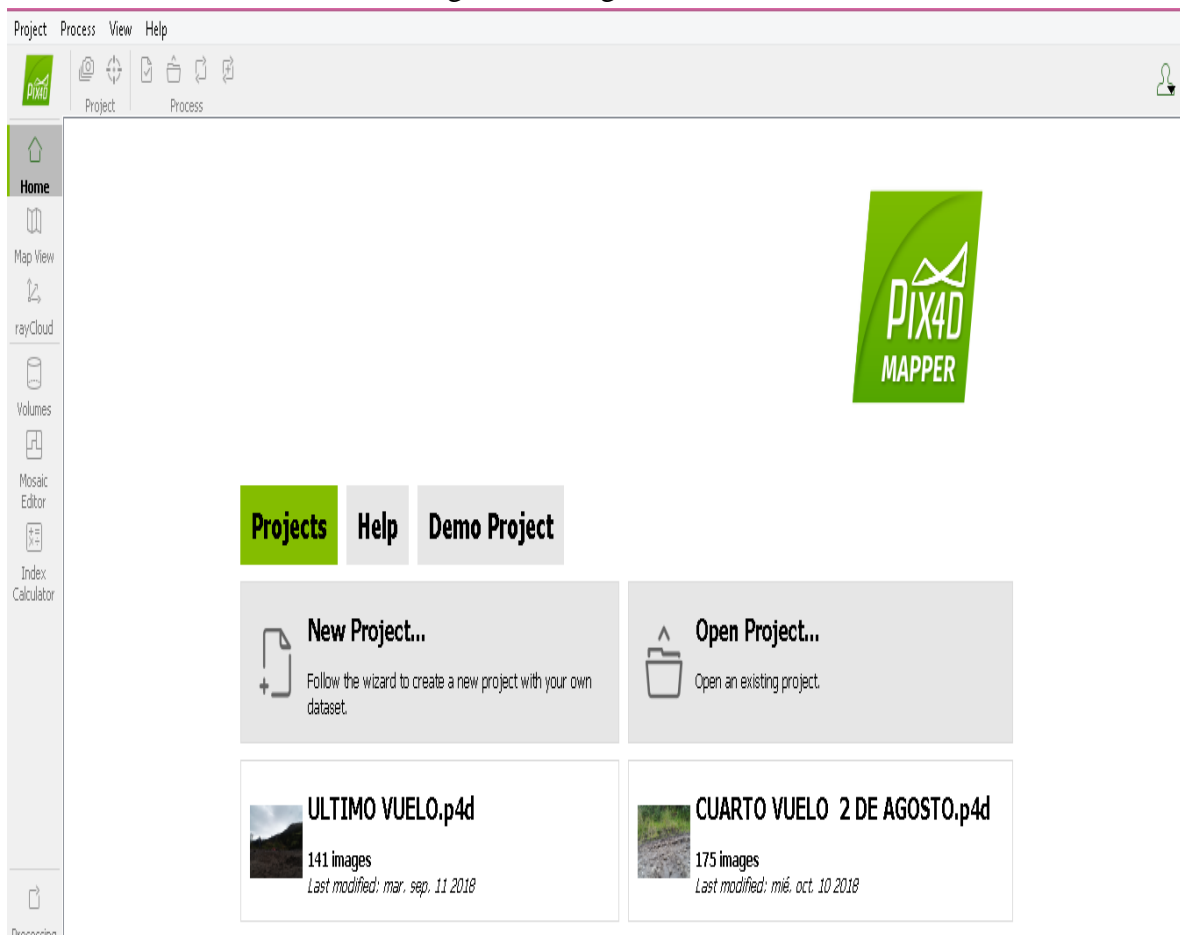 Project Process View Help
PIX4D
Project Process
Home
Map View
rayCloud
Volumes
Mosaic
Editor
Index
Calculator
PIX4D
MAPPER
Projects Help Demo Project
New Project...
Follow the wizard to create a new project with your own
dataset.
Open Project...
Open an existing project.
ULTIMO VUELO.p4d
141 images
Last modified: mar. sep. 11 2018
CUARTO VUELO 2 DE AGOSTO.p4d
175 images
Last modified: mié. oct. 10 2018
Processing